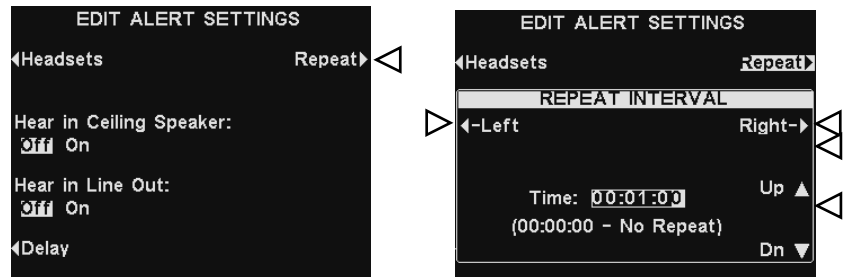 EDIT ALERT SETTINGS
◀Headsets Repeat▶
Hear in Ceiling Speaker:
Off On
Hear in Line Out:
Off On
◀Delay
EDIT ALERT SETTINGS
◀Headsets Repeat▶
REPEAT INTERVAL
◀-Left Right-▶
Up ▲
Time: 00:01:00
(00:00:00 - No Repeat)
Dn ▼